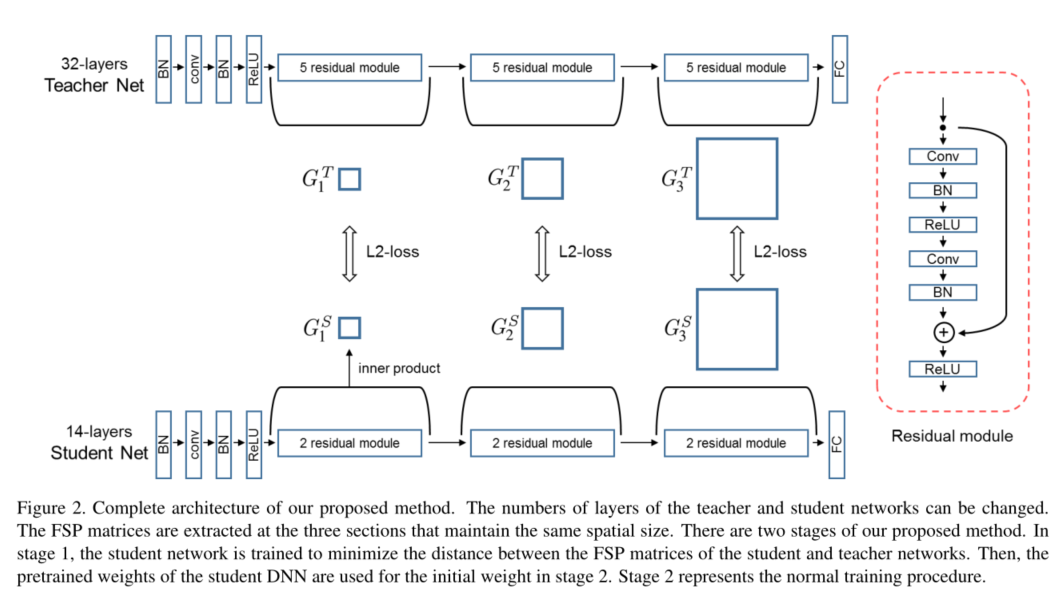 32-layers
Teacher Net
BN
conv
BN
ReLU
5 residual module
5 residual module
5 residual module
FC
G_1^T
G_2^T
G_3^T
L2-loss
L2-loss
L2-loss
G_1^S
G_2^S
G_3^S
inner product
14-layers
Student Net
BN
conv
BN
ReLU
2 residual module
2 residual module
2 residual module
FC
Conv
BN
ReLU
Conv
BN
+
ReLU
Residual module
Figure 2. Complete architecture of our proposed method. The numbers of layers of the teacher and student networks can be changed.
The FSP matrices are extracted at the three sections that maintain the same spatial size. There are two stages of our proposed method. In
stage 1, the student network is trained to minimize the distance between the FSP matrices of the student and teacher networks. Then, the
pretrained weights of the student DNN are used for the initial weight in stage 2. Stage 2 represents the normal training procedure.